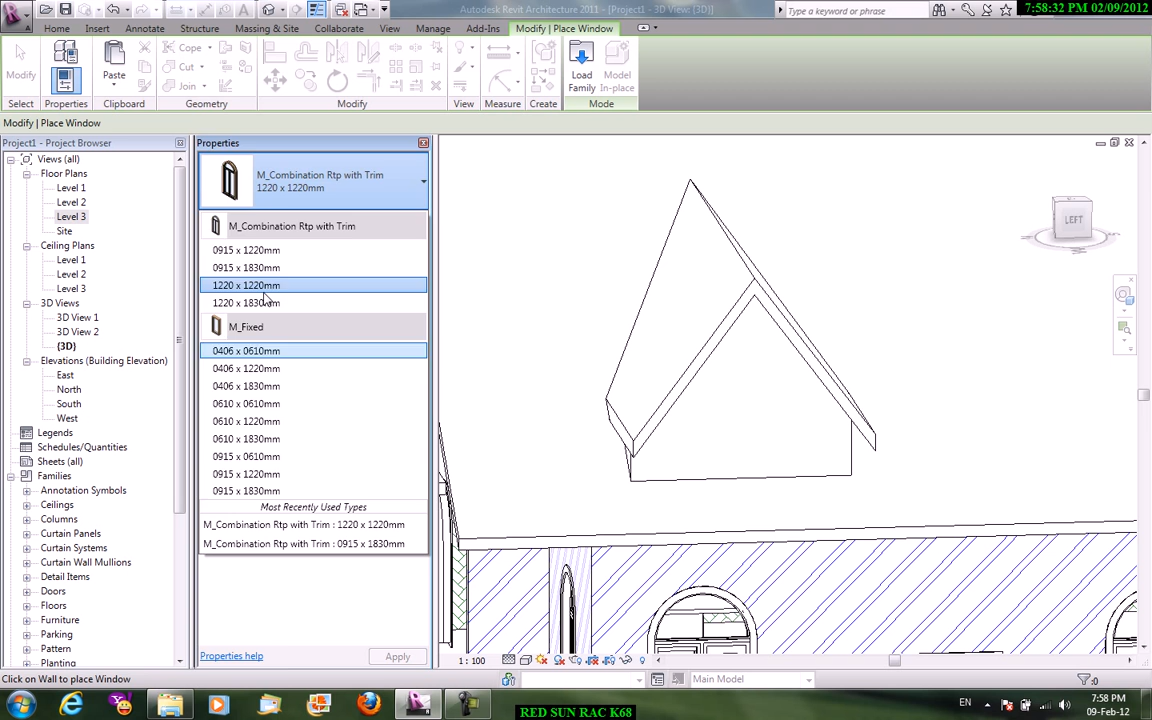 Autodesk Revit Architecture 2011 - [Project1 - 3D View: {3D}]
Type a keyword or phrase
7:58:32 PM 02/09/2012
Home Insert Annotate Structure Massing & Site Collaborate View Manage Add-Ins Modify | Place Window
Modify
Paste
Cope
Cut
Join
Load Family
Model In-place
Select Properties Clipboard Geometry Modify View Measure Create Mode
Modify | Place Window
Project1 - Project Browser
Views (all)
Floor Plans
Level 1
Level 2
Level 3
Site
Ceiling Plans
Level 1
Level 2
Level 3
3D Views
3D View 1
3D View 2
{3D}
Elevations (Building Elevation)
East
North
South
West
Legends
Schedules/Quantities
Sheets (all)
Families
Annotation Symbols
Ceilings
Columns
Curtain Panels
Curtain Systems
Curtain Wall Mullions
Detail Items
Doors
Floors
Furniture
Parking
Pattern
Planting
Properties
M_Combination Rtp with Trim
1220 x 1220mm
M_Combination Rtp with Trim
0915 x 1220mm
0915 x 1830mm
1220 x 1220mm
1220 x 1830mm
M_Fixed
0406 x 0610mm
0406 x 1220mm
0406 x 1830mm
0610 x 0610mm
0610 x 1220mm
0610 x 1830mm
0915 x 0610mm
0915 x 1220mm
0915 x 1830mm
Most Recently Used Types
M_Combination Rtp with Trim : 1220 x 1220mm
M_Combination Rtp with Trim : 0915 x 1830mm
Properties help
Apply
LEFT
1 : 100
Click on Wall to place Window
Main Model
:0
EN
7:58 PM
09-Feb-12
RED SUN RAC K68